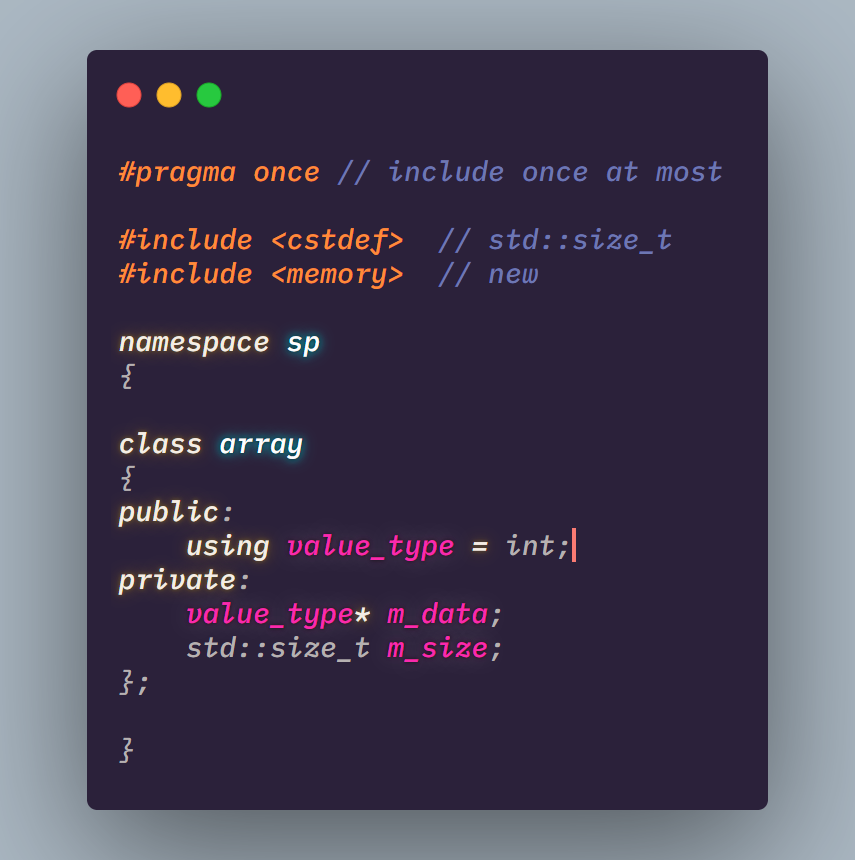 #pragma once // include once at most
#include <cstdef>  // std::size_t
#include <memory>  // new
namespace sp
{
class array
{
public:
    using value_type = int;
private:
    value_type* m_data;
    std::size_t m_size;
};
}